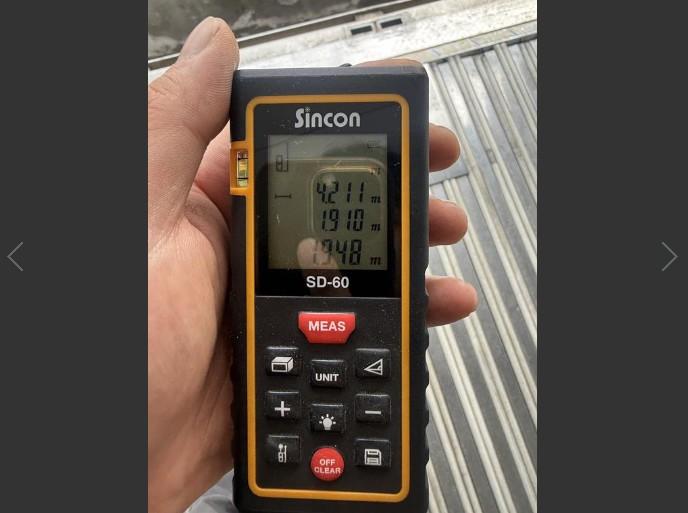 Sincon
4.211 m
1.910 m
1.948 m
SD-60
MEAS
UNIT
OFF
CLEAR